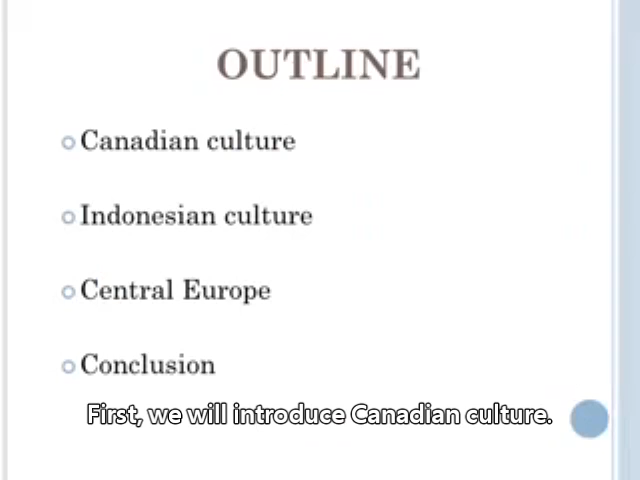 OUTLINE
Canadian culture
Indonesian culture
Central Europe
Conclusion
First, we will introduce Canadian culture.